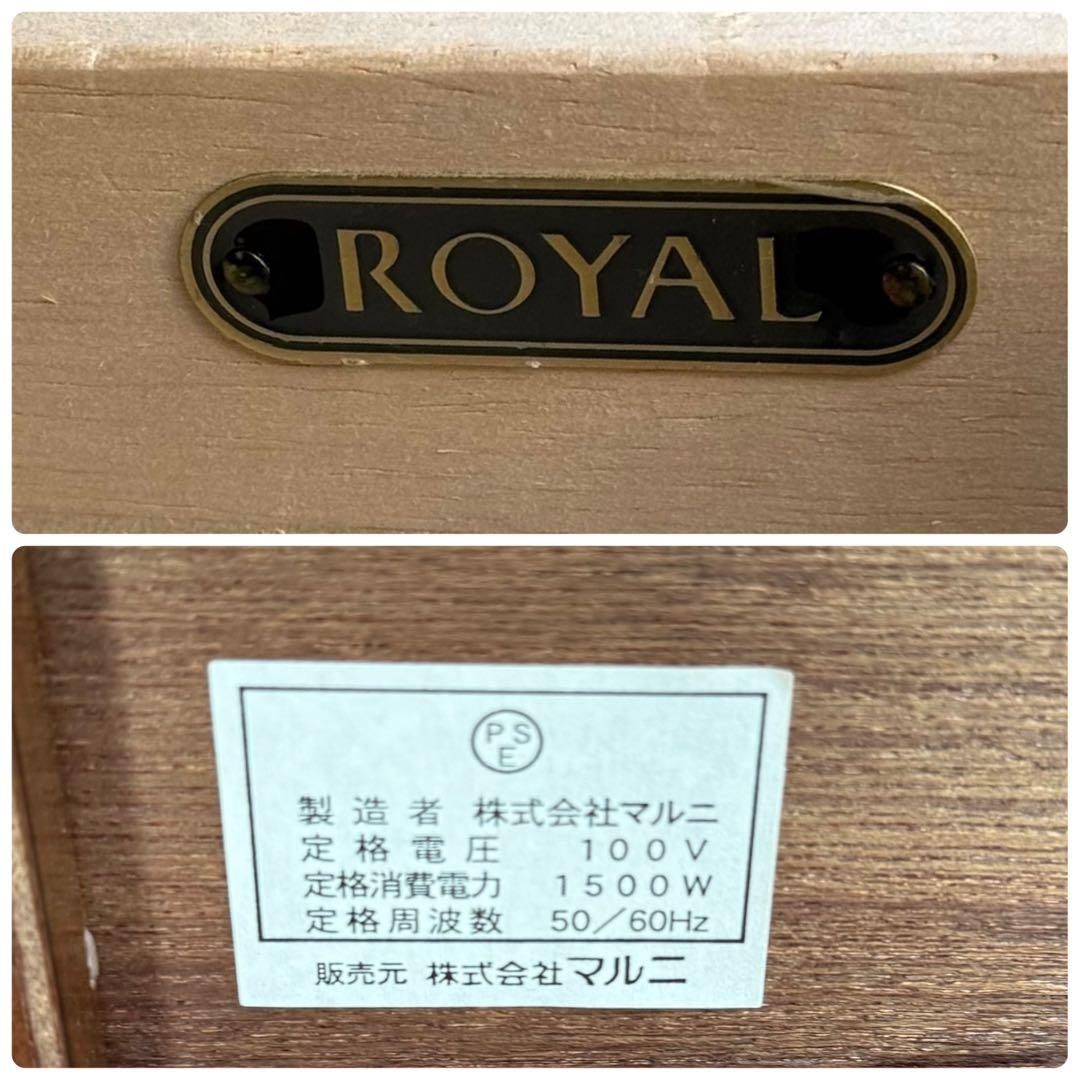 ROYAL
PSE
製造者 株式会社マルニ
定格電圧 100V
定格消費電力 1500W
定格周波数 50/60Hz
販売元 株式会社マルニ